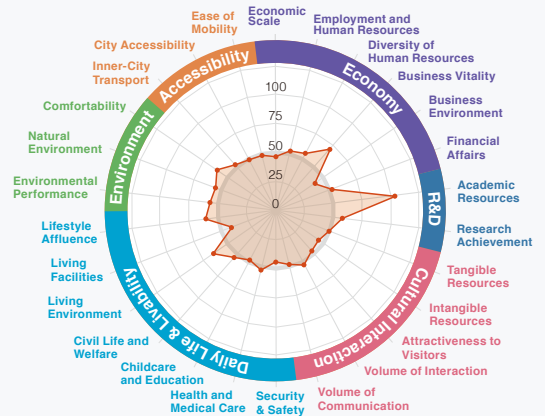 Economic
Scale
Employment and
Human Resources
Diversity of
Human Resources
Business Vitality
Business
Environment
Financial
Affairs
Academic
Resources
Research
Achievement
Tangible
Resources
Intangible
Resources
Attractiveness to
Visitors
Volume of Interaction
Volume of
Communication
Security
& Safety
Health and
Medical Care
Childcare
and Education
Civil Life and
Welfare
Living
Environment
Living
Facilities
Lifestyle
Affluence
Environmental
Performance
Natural
Environment
Comfortability
Inner-City
Transport
City Accessibility
Ease of
Mobility
Economy
R&D
Cultural Interaction
Daily Life & Livability
Environment
Accessibility
100
75
50
25
0